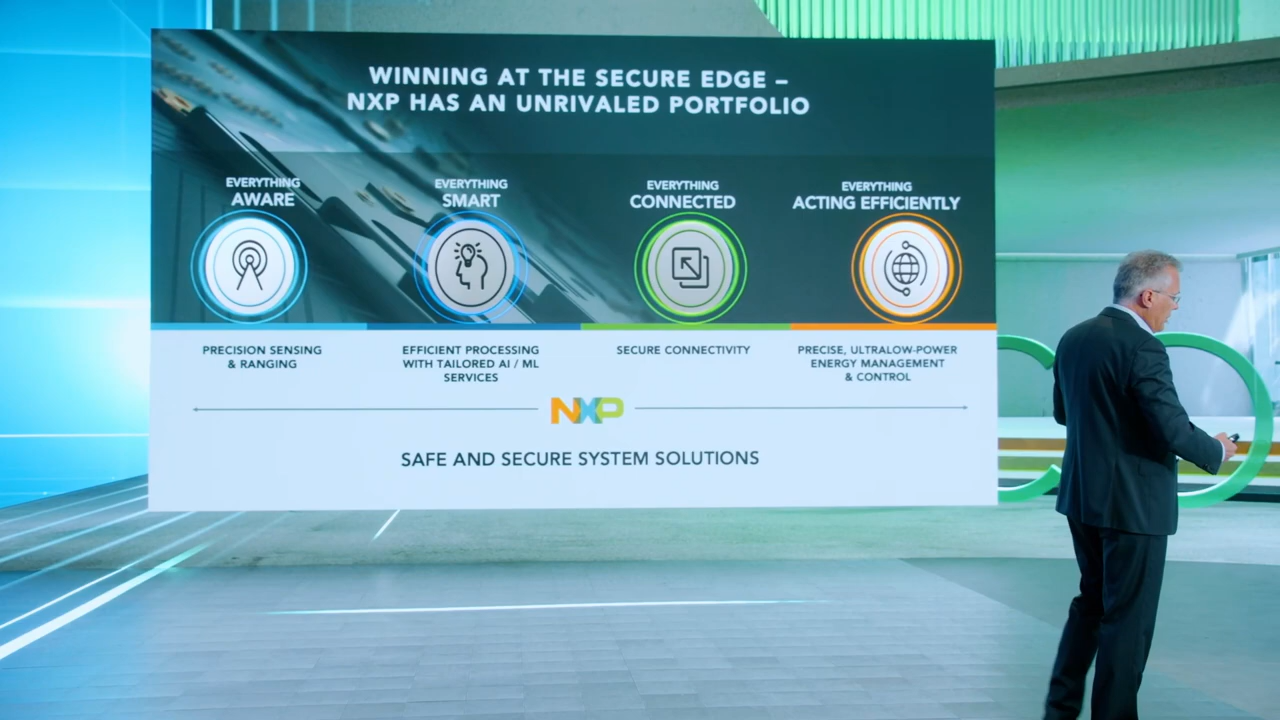 WINNING AT THE SECURE EDGE –
NXP HAS AN UNRIVALED PORTFOLIO
EVERYTHING
AWARE
EVERYTHING
SMART
EVERYTHING
CONNECTED
EVERYTHING
ACTING EFFICIENTLY
PRECISION SENSING
& RANGING
EFFICIENT PROCESSING
WITH TAILORED AI / ML
SERVICES
SECURE CONNECTIVITY
PRECISE, ULTRALOW-POWER
ENERGY MANAGEMENT
& CONTROL
NXP
SAFE AND SECURE SYSTEM SOLUTIONS